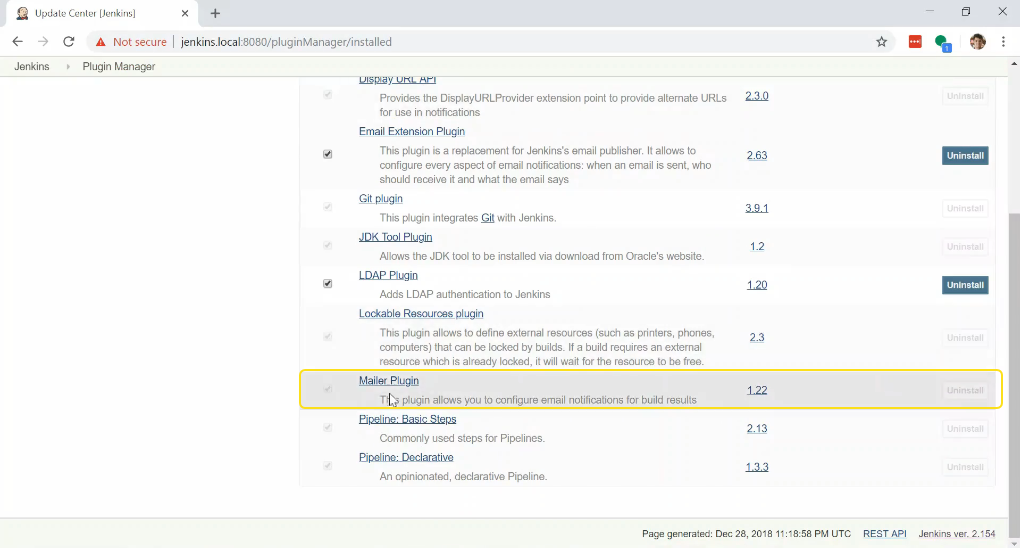 Update Center [Jenkins]
Not secure | jenkins.local:8080/pluginManager/installed
1
Jenkins Plugin Manager
Display URL API
Provides the DisplayURLProvider extension point to provide alternate URLs
for use in notifications
2.3.0
Uninstall
Email Extension Plugin
This plugin is a replacement for Jenkins's email publisher. It allows to
configure every aspect of email notifications: when an email is sent, who
should receive it and what the email says
2.63
Uninstall
Git plugin
This plugin integrates Git with Jenkins.
3.9.1
Uninstall
JDK Tool Plugin
Allows the JDK tool to be installed via download from Oracle's website.
1.2
Uninstall
LDAP Plugin
Adds LDAP authentication to Jenkins
1.20
Uninstall
Lockable Resources plugin
This plugin allows to define external resources (such as printers, phones,
computers) that can be locked by builds. If a build requires an external
resource which is already locked, it will wait for the resource to be free.
2.3
Uninstall
Mailer Plugin
This plugin allows you to configure email notifications for build results
1.22
Uninstall
Pipeline: Basic Steps
Commonly used steps for Pipelines.
2.13
Uninstall
Pipeline: Declarative
An opinionated, declarative Pipeline.
1.3.3
Uninstall
Page generated: Dec 28, 2018 11:18:58 PM UTC REST API Jenkins ver. 2.154